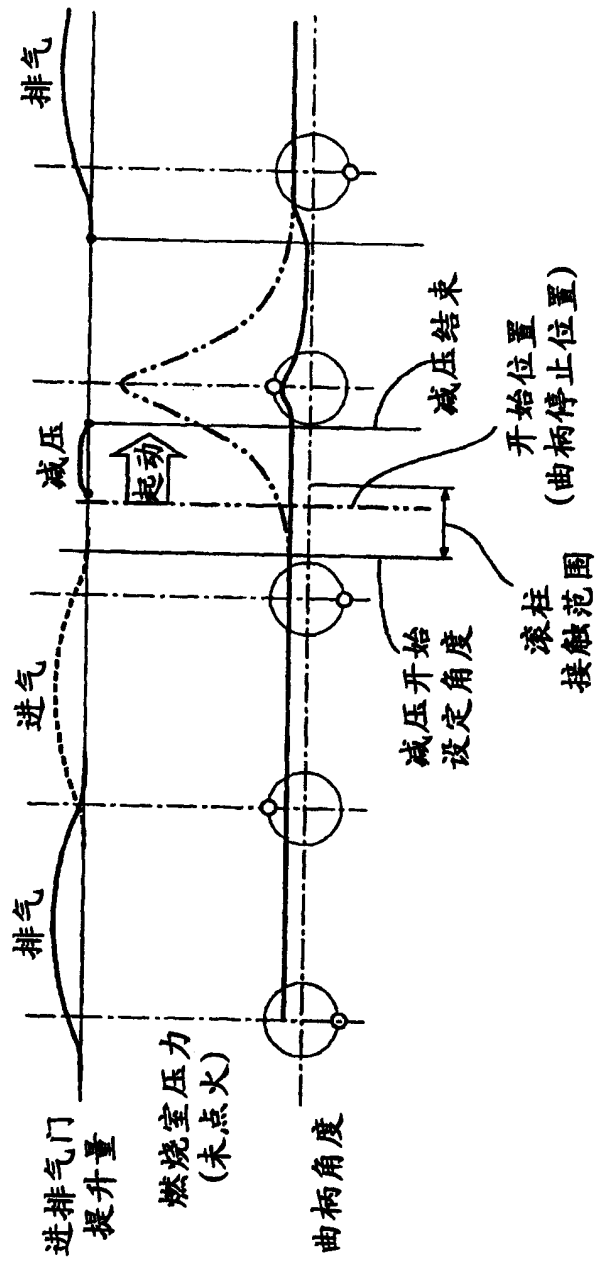 进排气门
提升量
排气
进气
减压
起动
排气
燃烧室压力
(未点火)
曲柄角度
减压开始
设定角度
滚柱
接触范围
开始位置
(曲柄停止位置)
减压结束